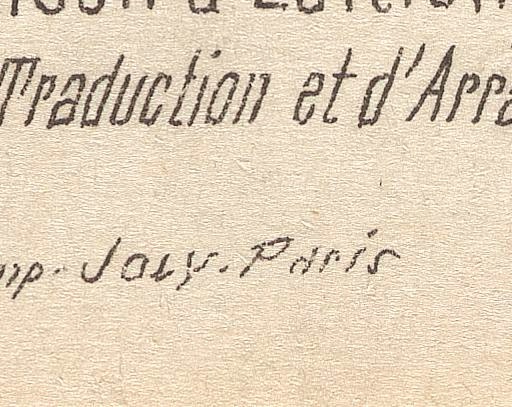 Traduction et d'Arra
mp. Joly. Paris